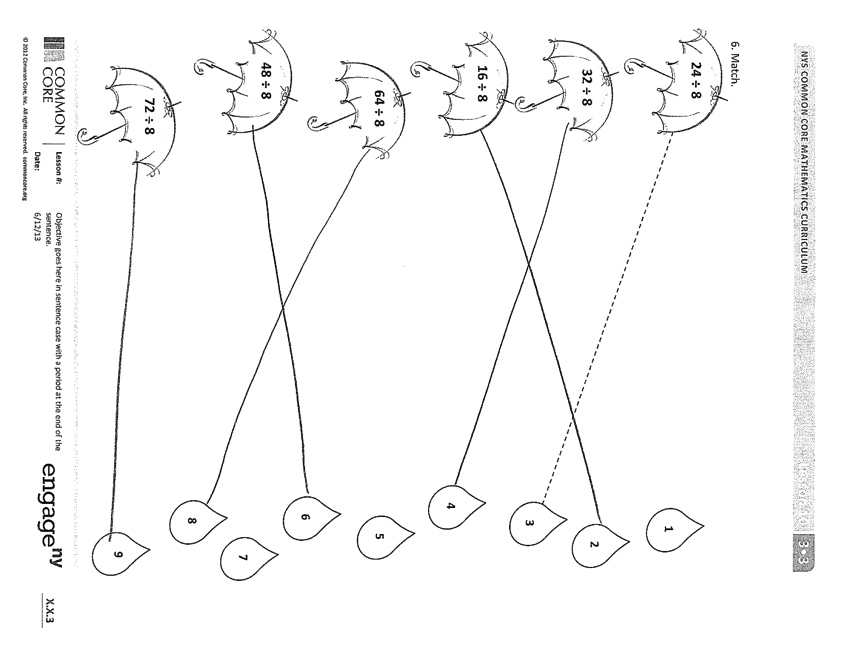 NYS COMMON CORE MATHEMATICS CURRICULUM
3•3
6. Match.
24 ÷ 8
32 ÷ 8
16 ÷ 8
64 ÷ 8
48 ÷ 8
72 ÷ 8
1
2
3
4
5
6
7
8
9
COMMON
CORE
Lesson #:
Objective goes here in sentence case with a period at the end of the
sentence.
Date:
6/12/13
engageny
X.X.3
© 2012 Common Core, Inc. All rights reserved. commoncore.org